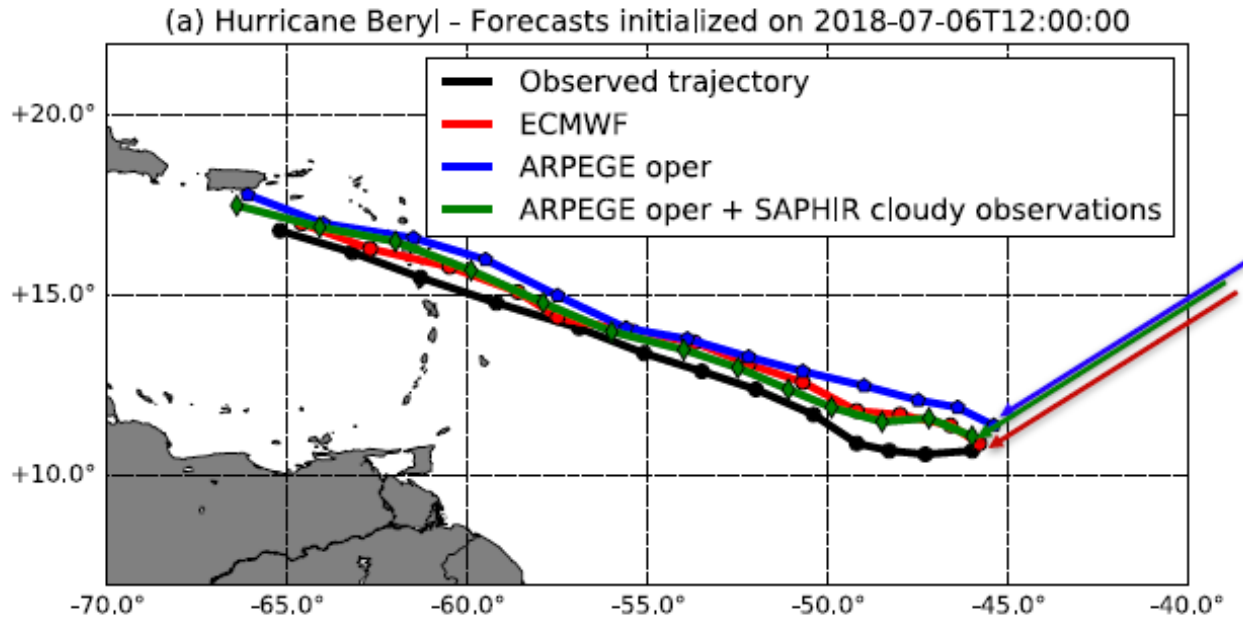 (a) Hurricane Beryl – Forecasts initialized on 2018-07-06T12:00:00
Observed trajectory
ECMWF
ARPEGE oper
ARPEGE oper + SAPHIR cloudy observations
+20.0°
+15.0°
+10.0°
-70.0° -65.0° -60.0° -55.0° -50.0° -45.0° -40.0°